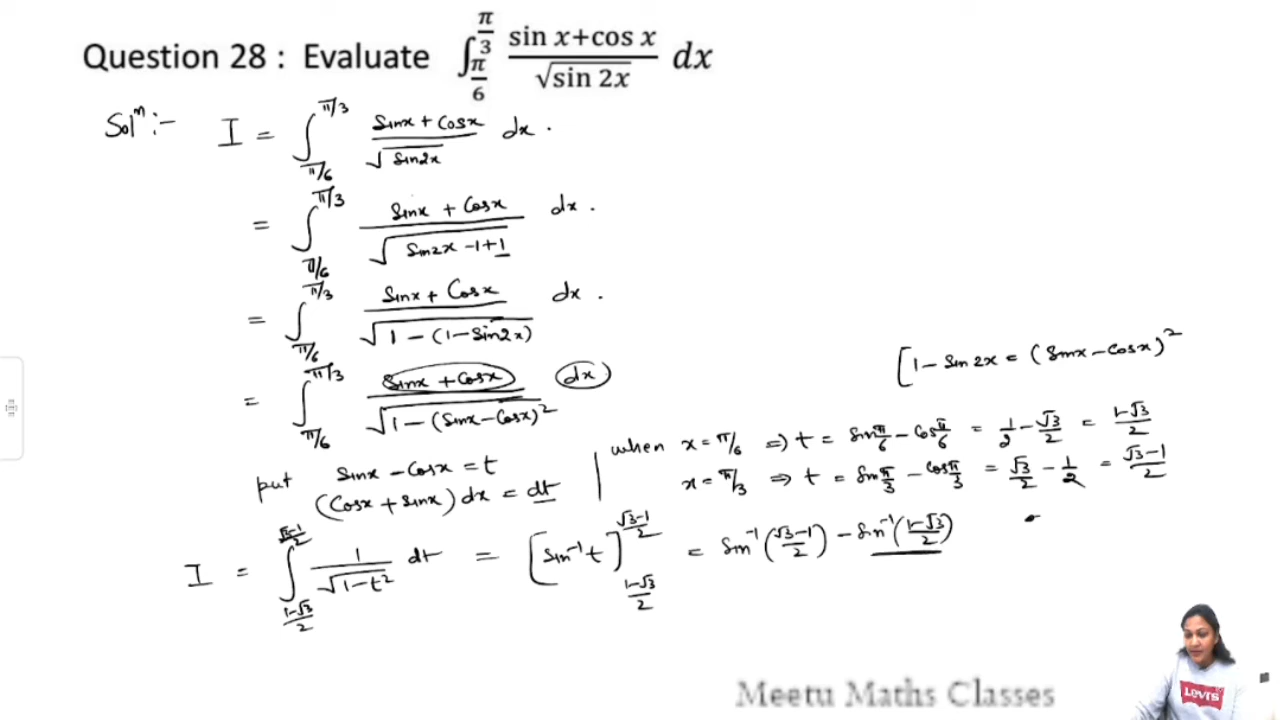 Question 28 : Evaluate ∫_{π/6}^{π/3} (sin x+cos x)/√(sin 2x) dx
Solⁿ :- I = ∫_{π/6}^{π/3} (Sinx + Cosx)/√(Sin2x) dx .
= ∫_{π/6}^{π/3} (Sinx + Cosx)/√(Sin2x -1+1) dx .
= ∫_{π/6}^{π/3} (Sinx + Cosx)/√(1 - (1-Sin2x)) dx .
= ∫_{π/6}^{π/3} (Sinx + Cosx)/√(1 - (Sinx - Cosx)²) dx
[1 - Sin 2x = (Sinx - Cosx)²
put Sinx - Cosx = t
(Cosx + Sinx) dx = dt
when x = π/6 ⇒ t = Sin π/6 - Cos π/6 = 1/2 - √3/2 = (1-√3)/2
x = π/3 ⇒ t = Sin π/3 - Cos π/3 = √3/2 - 1/2 = (√3-1)/2
I = ∫_{(1-√3)/2}^{(√3-1)/2} 1/√(1-t²) dt = [Sin⁻¹t]_{(1-√3)/2}^{(√3-1)/2} = Sin⁻¹((√3-1)/2) - Sin⁻¹((1-√3)/2)
LEVI'S
Meetu Maths Classes